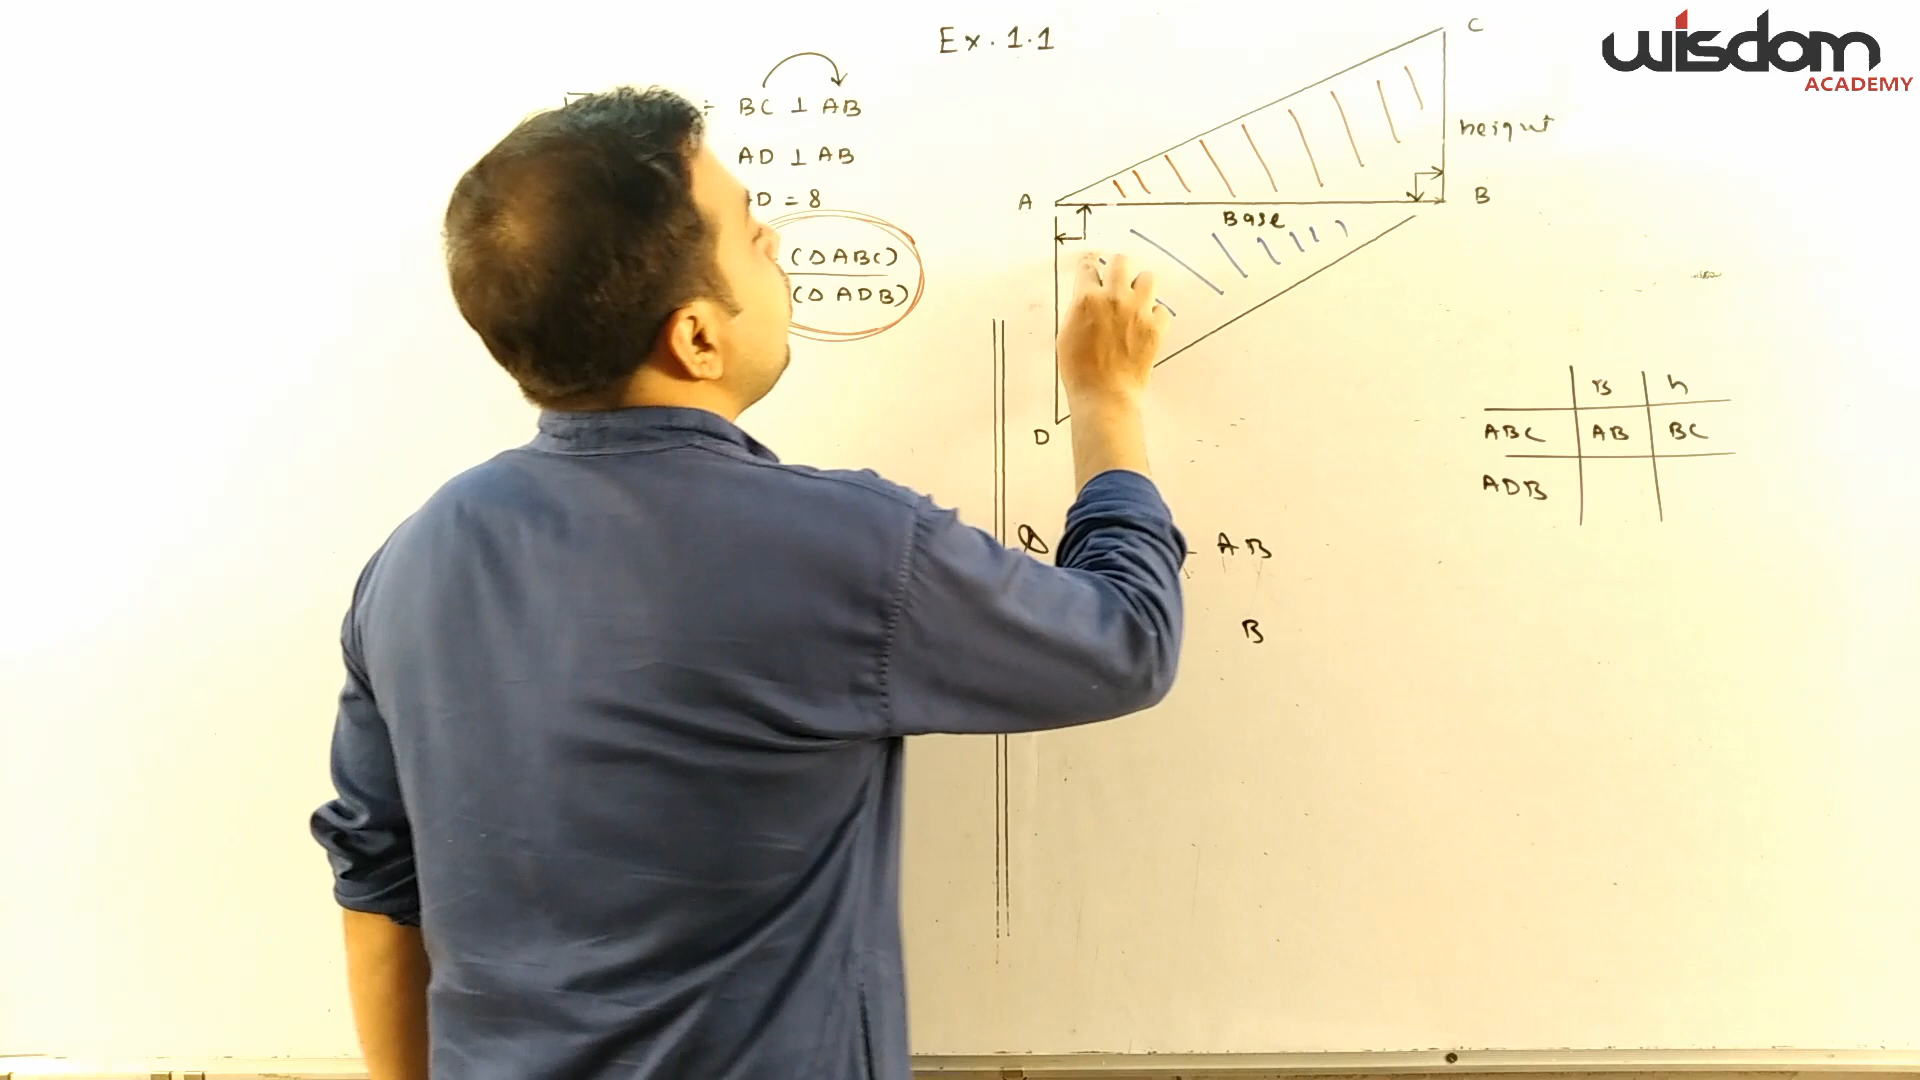 Ex. 1.1
BC ⊥ AB
AD ⊥ AB
D = 8
(Δ ABC)
(Δ ADB)
C
height
A
B
Base
D
B h
ABC AB BC
ADB
AB
B
wisdom
ACADEMY